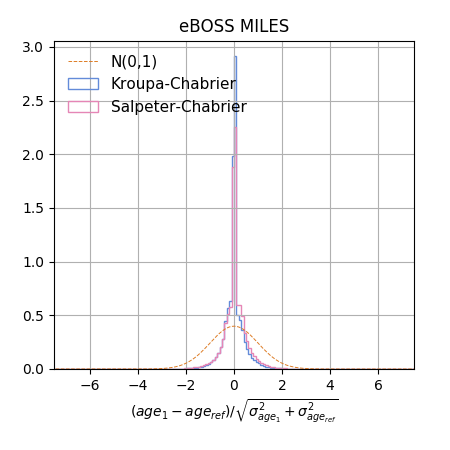 eBOSS MILES
3.0
2.5
2.0
1.5
1.0
0.5
0.0
N(0,1)
Kroupa-Chabrier
Salpeter-Chabrier
−6 −4 −2 0 2 4 6
(age₁ − age_ref)/√(σ²_age₁ + σ²_age_ref)